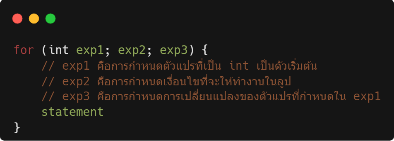 for (int exp1; exp2; exp3) {
// exp1 คือการกำหนดตัวแปรที่เป็น int เป็นตัวเริ่มต้น
// exp2 คือการกำหนดเงื่อนไขที่จะให้ทำงานในลูป
// exp3 คือการกำหนดการเปลี่ยนแปลงของตัวแปรที่กำหนดใน exp1
statement
}